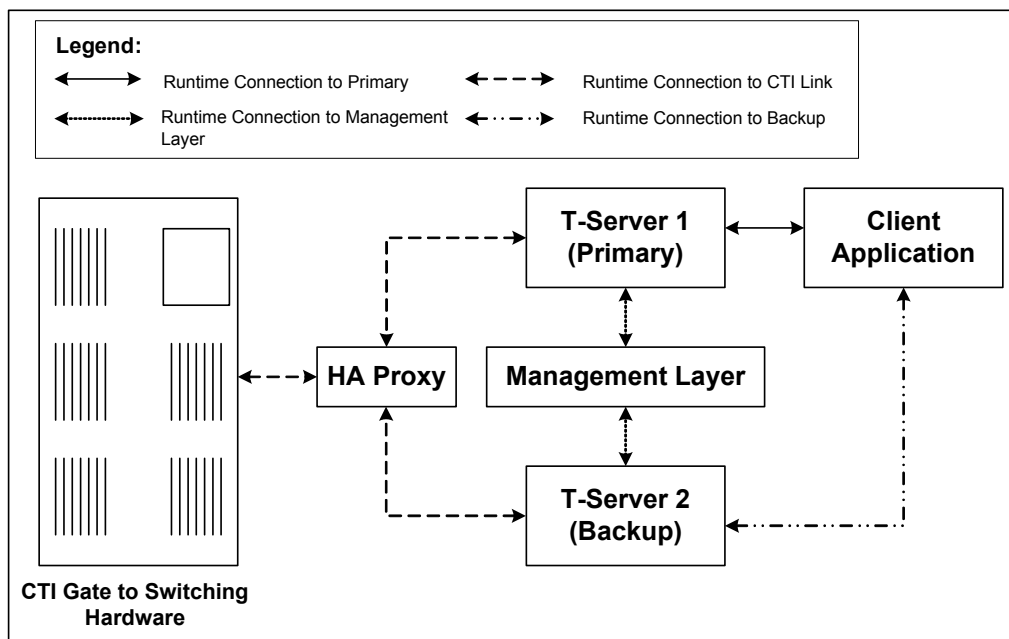 Legend:
Runtime Connection to Primary
Runtime Connection to CTI Link
Runtime Connection to Management
Layer
Runtime Connection to Backup
T-Server 1
(Primary)
Client
Application
HA Proxy
Management Layer
T-Server 2
(Backup)
CTI Gate to Switching
Hardware